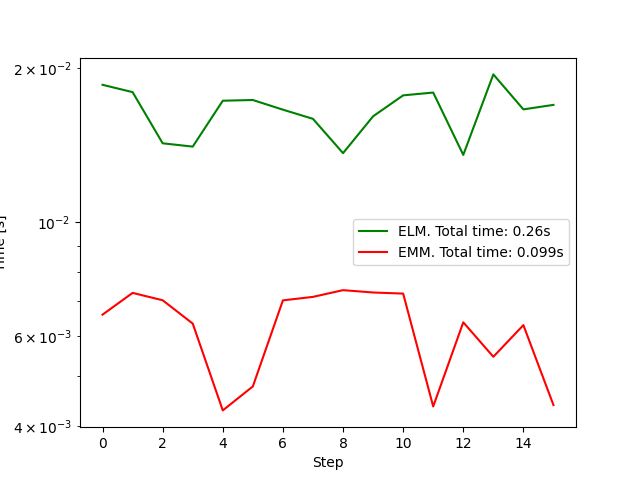 2 × 10⁻²
10⁻²
6 × 10⁻³
4 × 10⁻³
Time [s]
ELM. Total time: 0.26s
EMM. Total time: 0.099s
0 2 4 6 8 10 12 14
Step